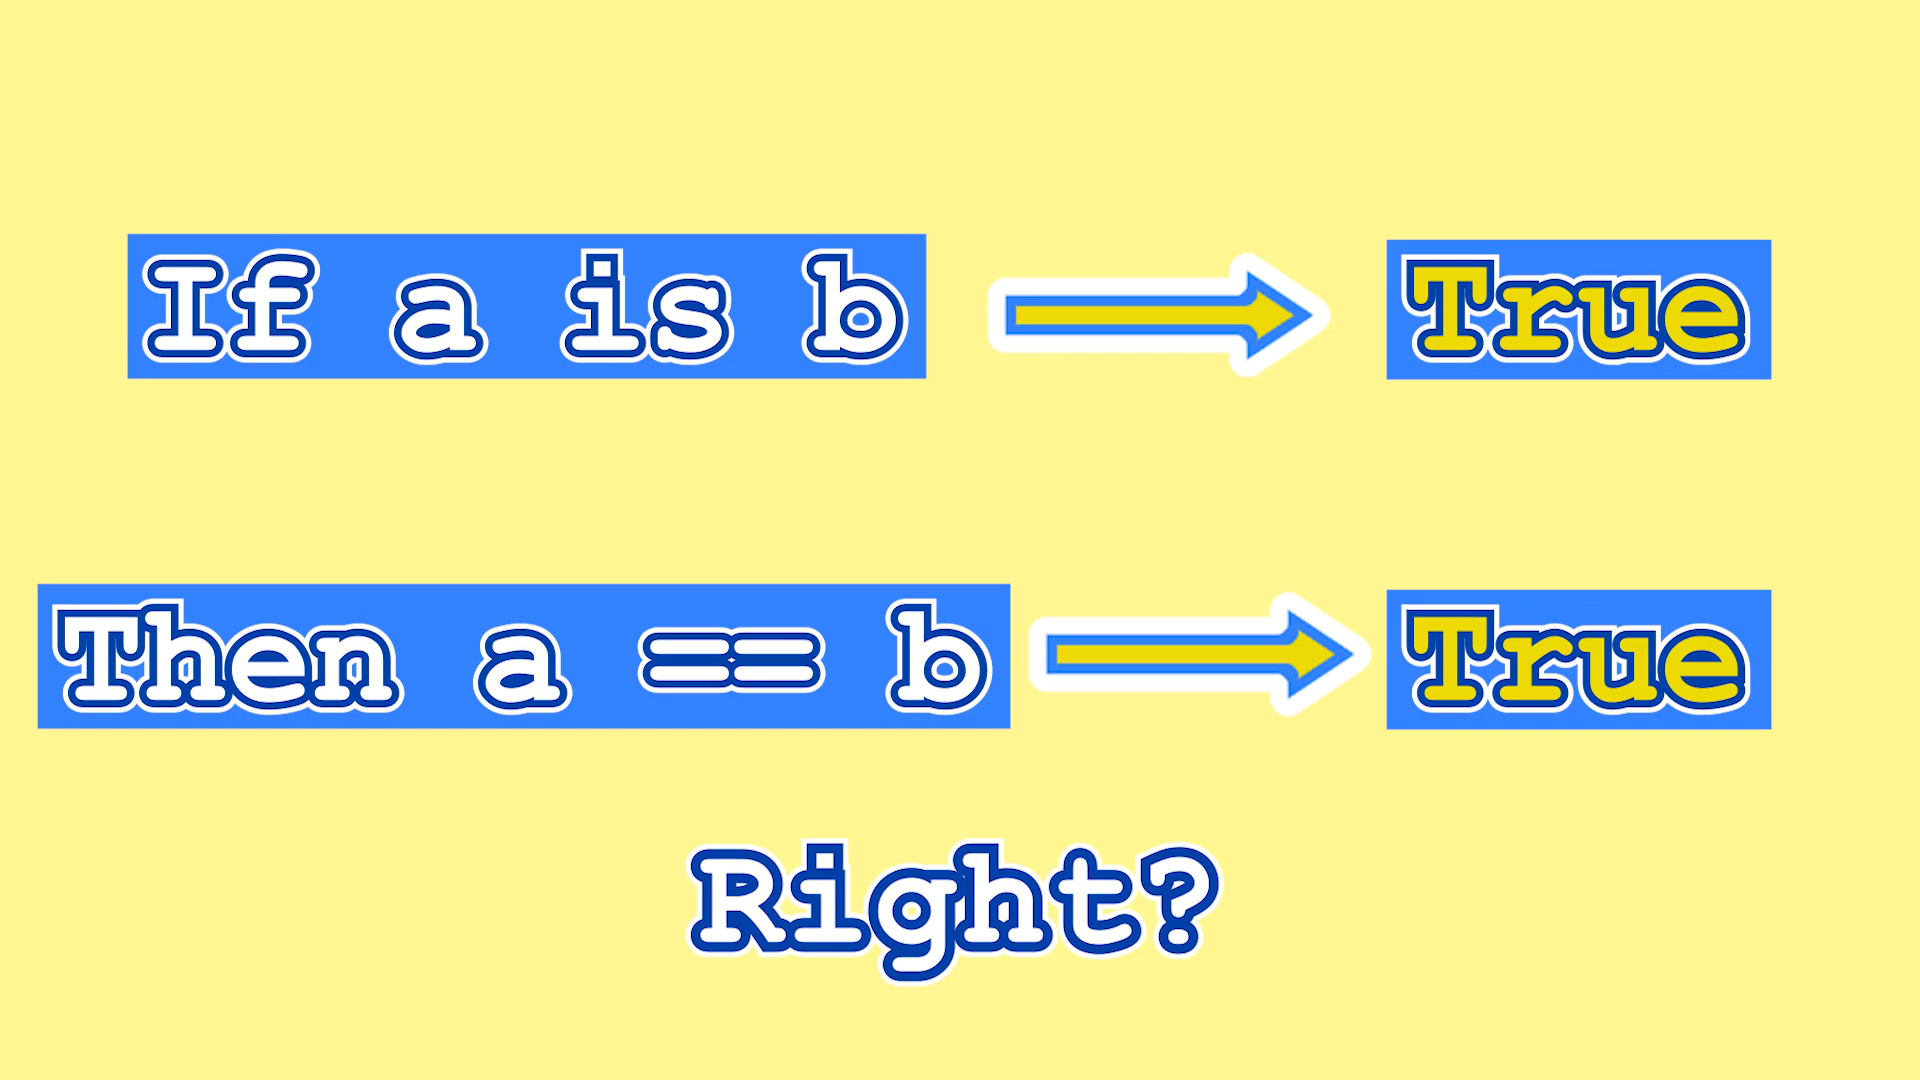 If a is b True
Then a == b True
Right?